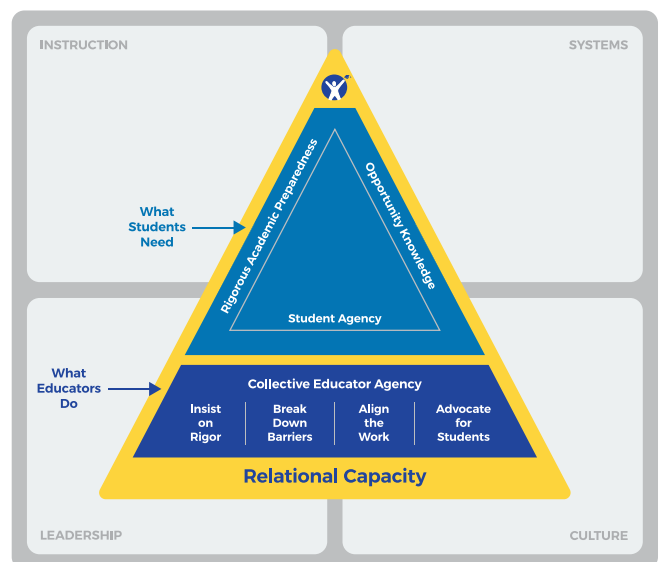 INSTRUCTION
SYSTEMS
What
Students
Need
Rigorous Academic Preparedness
Opportunity Knowledge
Student Agency
What
Educators
Do
Collective Educator Agency
Insist
on
Rigor
Break
Down
Barriers
Align
the
Work
Advocate
for
Students
Relational Capacity
LEADERSHIP
CULTURE